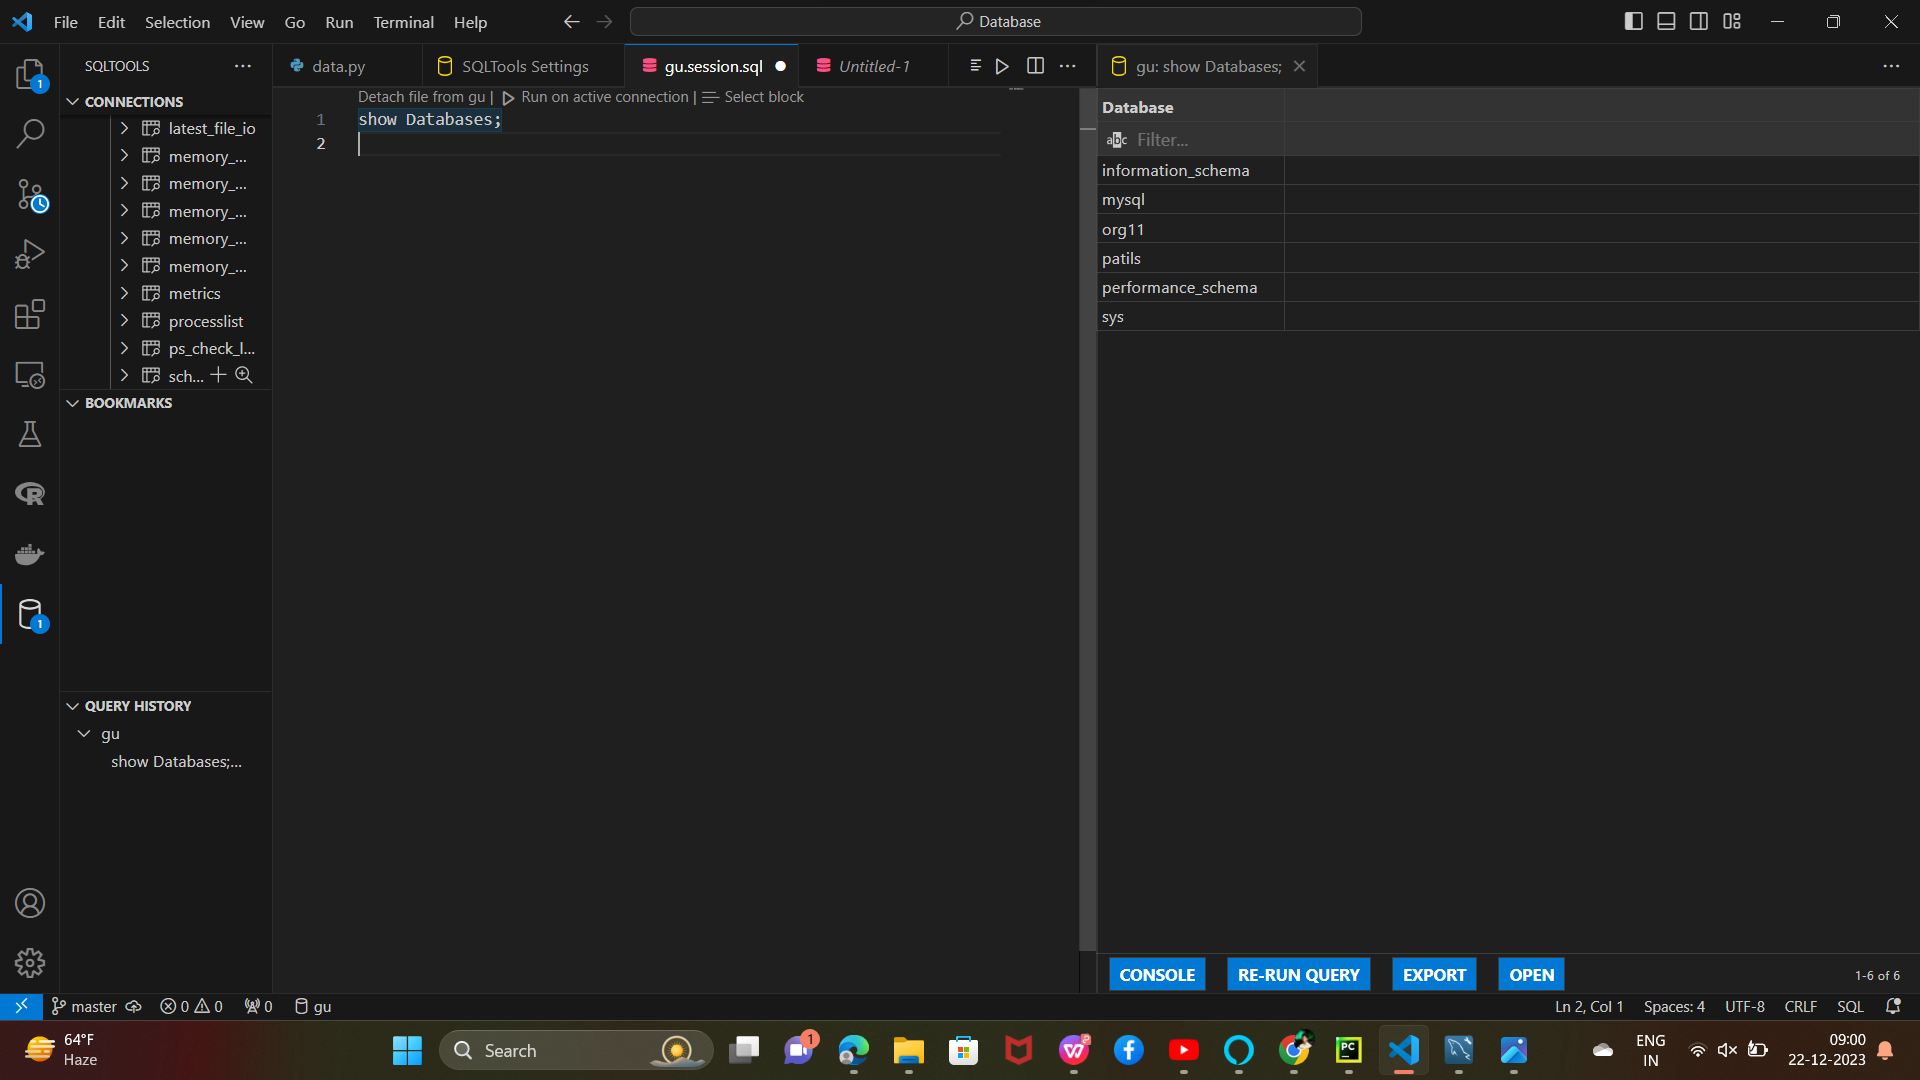 File Edit Selection View Go Run Terminal Help
Database
SQLTOOLS
CONNECTIONS
latest_file_io
memory_...
memory_...
memory_...
memory_...
memory_...
metrics
processlist
ps_check_l...
sch...
BOOKMARKS
QUERY HISTORY
gu
show Databases;...
data.py
SQLTools Settings
gu.session.sql
Untitled-1
Detach file from gu | Run on active connection | Select block
1 show Databases;
2
gu: show Databases;
Database
abc Filter...
information_schema
mysql
org11
patils
performance_schema
sys
CONSOLE RE-RUN QUERY EXPORT OPEN 1-6 of 6
1
1
master 0 0 0 gu
Ln 2, Col 1 Spaces: 4 UTF-8 CRLF SQL
64°F
Haze
Search
1
PC
ENG
IN
09:00
22-12-2023